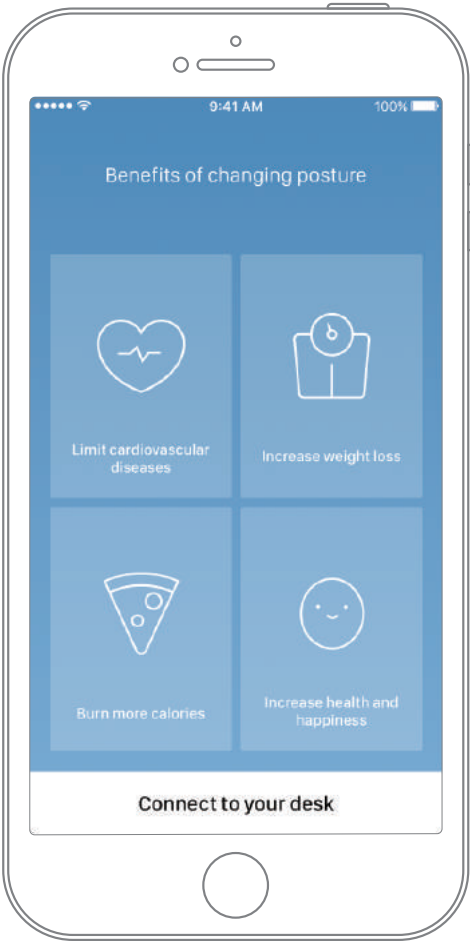 9:41 AM
100%
Benefits of changing posture
Limit cardiovascular
diseases
Increase weight loss
Burn more calories
Increase health and
happiness
Connect to your desk